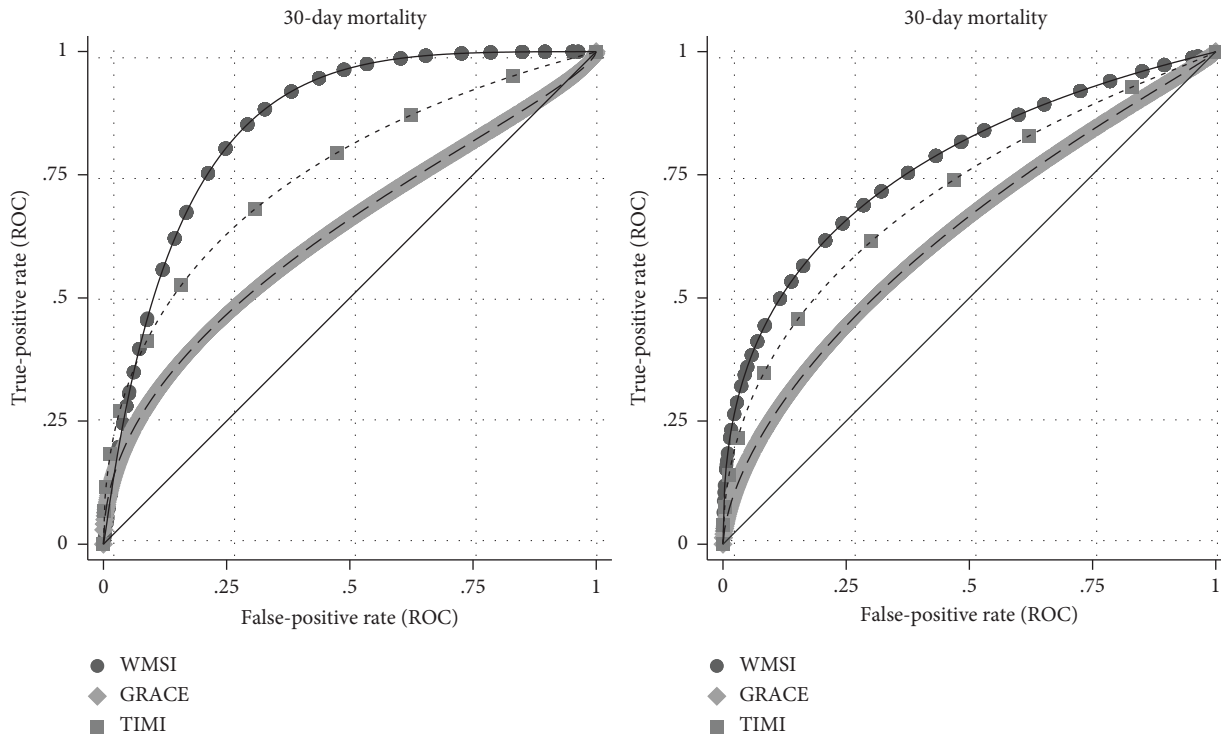 30-day mortality
1
.75
.5
.25
0
True-positive rate (ROC)
0 .25 .5 .75 1
False-positive rate (ROC)
WMSI
GRACE
TIMI
30-day mortality
1
.75
.5
.25
0
True-positive rate (ROC)
0 .25 .5 .75 1
False-positive rate (ROC)
WMSI
GRACE
TIMI